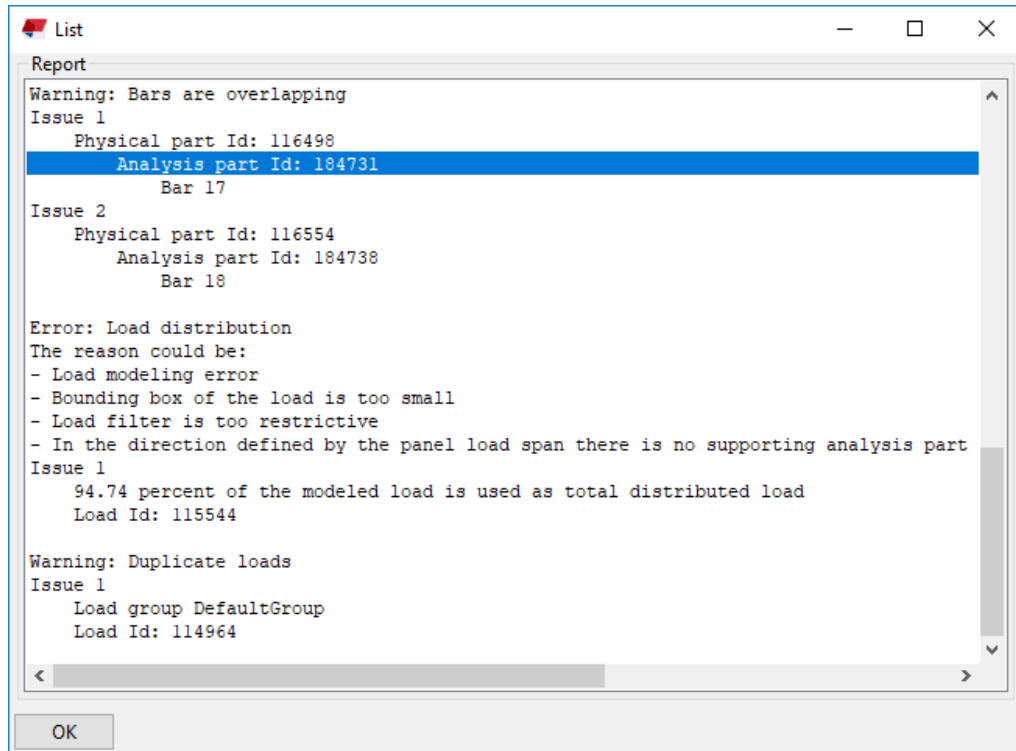 List
Report
Warning: Bars are overlapping
Issue 1
Physical part Id: 116498
Analysis part Id: 184731
Bar 17
Issue 2
Physical part Id: 116554
Analysis part Id: 184738
Bar 18
Error: Load distribution
The reason could be:
- Load modeling error
- Bounding box of the load is too small
- Load filter is too restrictive
- In the direction defined by the panel load span there is no supporting analysis part
Issue 1
94.74 percent of the modeled load is used as total distributed load
Load Id: 115544
Warning: Duplicate loads
Issue 1
Load group DefaultGroup
Load Id: 114964
OK